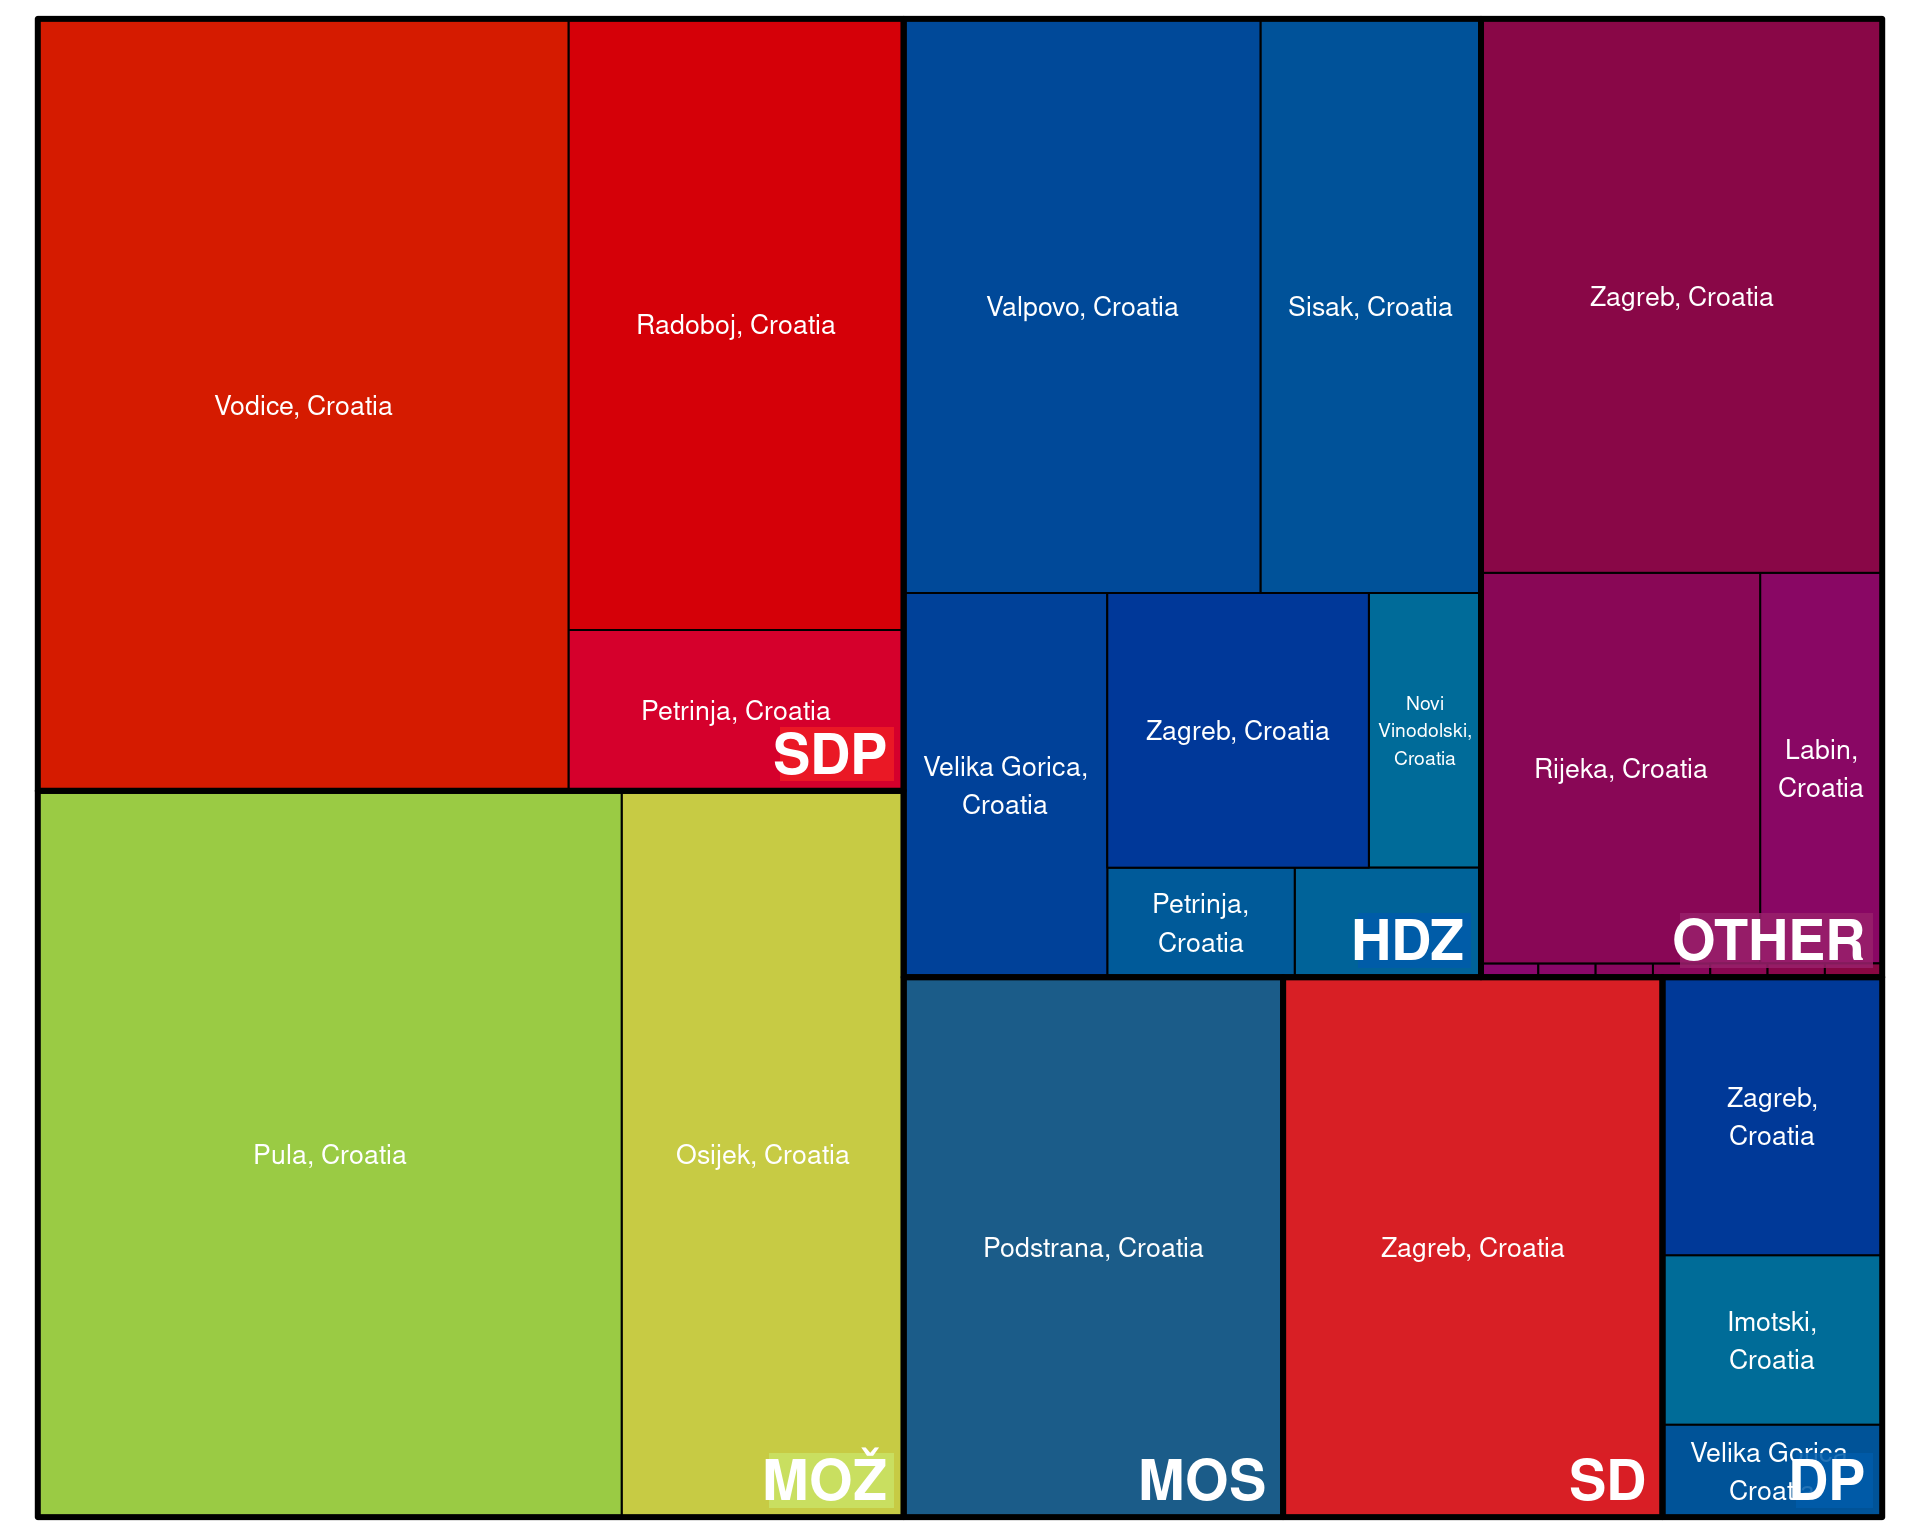 Vodice, Croatia
Radoboj, Croatia
Petrinja, Croatia
SDP
Pula, Croatia
Osijek, Croatia
MOŽ
Valpovo, Croatia
Sisak, Croatia
Velika Gorica,
Croatia
Zagreb, Croatia
Novi
Vinodolski,
Croatia
Petrinja,
Croatia
HDZ
Zagreb, Croatia
Rijeka, Croatia
Labin,
Croatia
OTHER
Podstrana, Croatia
MOS
Zagreb, Croatia
SD
Zagreb,
Croatia
Imotski,
Croatia
Velika Gorica,
Croatia
DP